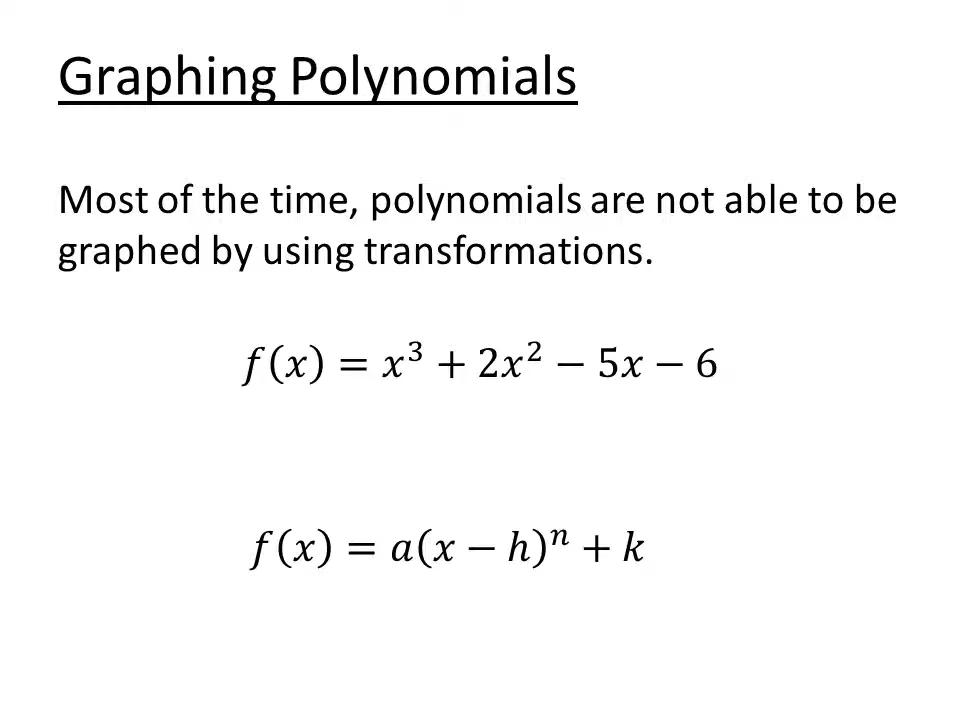 Graphing Polynomials
Most of the time, polynomials are not able to be
graphed by using transformations.
f(x) = x³ + 2x² − 5x − 6
f(x) = a(x − h)ⁿ + k